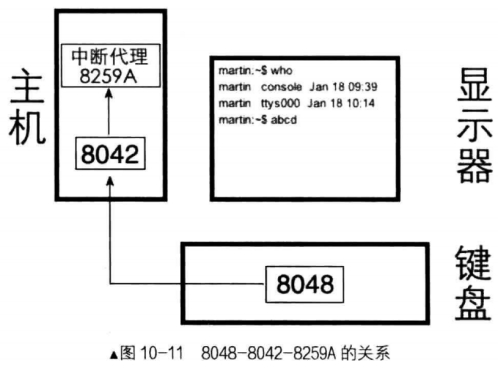 主机
中断代理
8259A
8042
martin:~$ who
martin console Jan 18 09:39
martin ttys000 Jan 18 10:14
martin:~$ abcd
显示器
8048
键盘
▲图 10-11 8048-8042-8259A 的关系